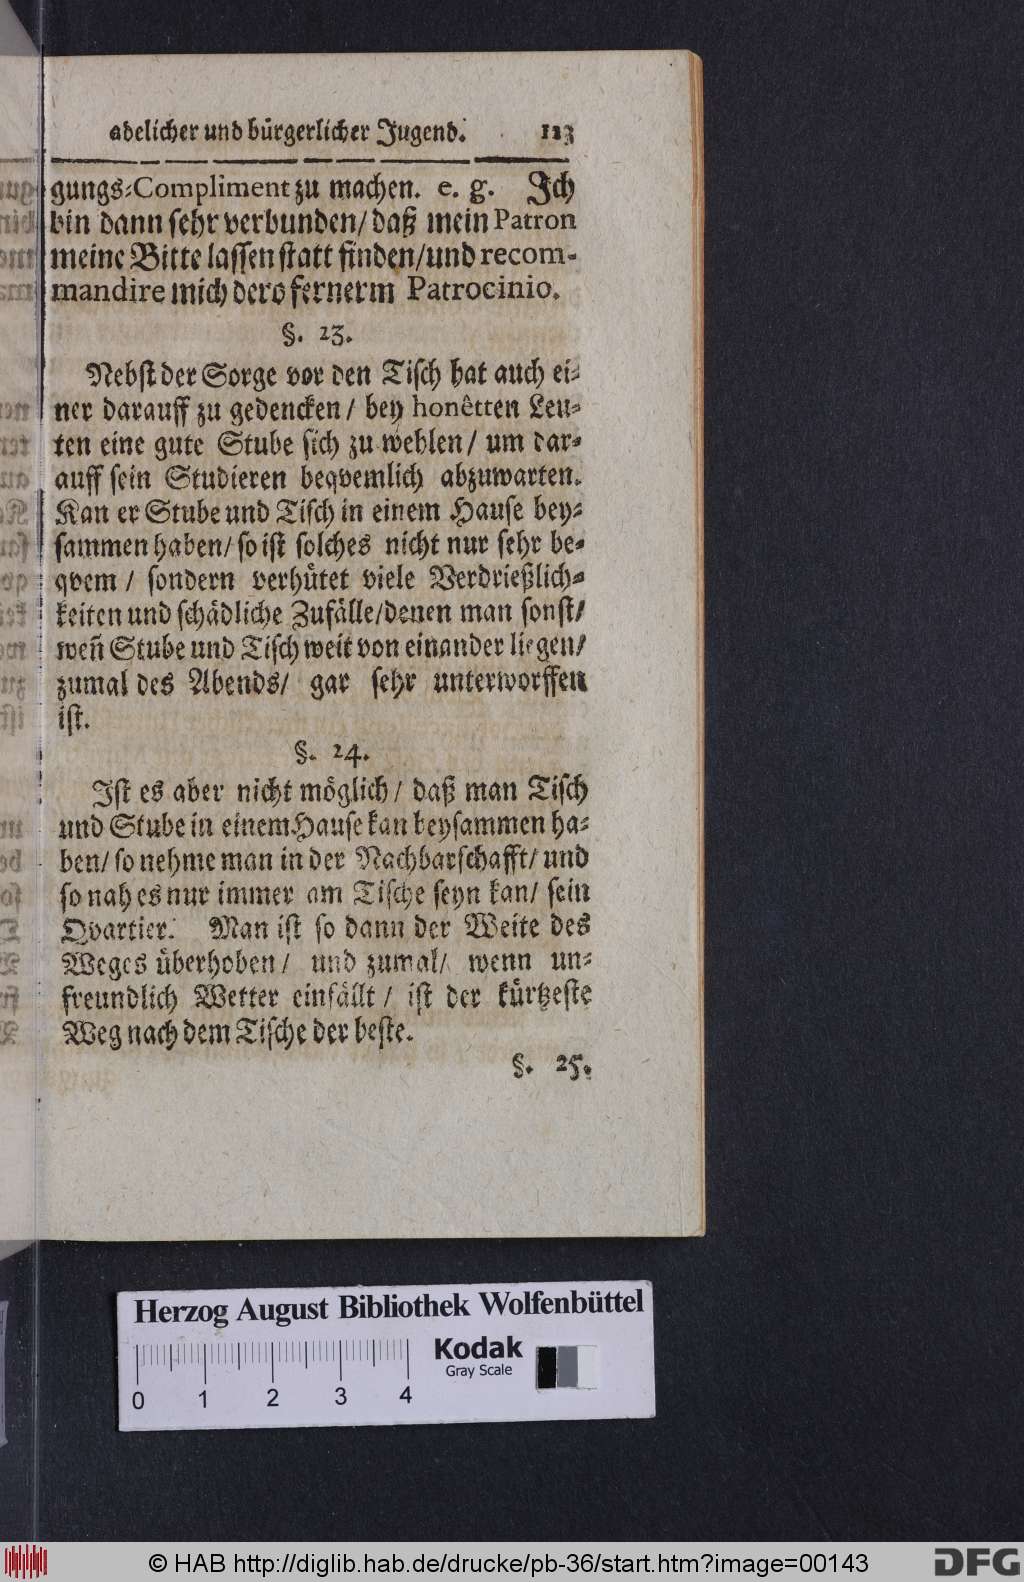 adelicher und bürgerlicher Jugend. 123
gungs-Compliment zu machen. e. g. Ich
bin dann sehr verbunden/ daß mein Patron
meine Bitte lassen statt finden/ und recom-
mandire mich dero fernerm Patrocinio.
§. 23.
Nebst der Sorge vor den Tisch hat auch ei-
ner darauff zu gedencken/ bey honêtten Leu-
ten eine gute Stube sich zu wehlen/ um dar-
auff sein Studieren beqvemlich abzuwarten.
Kan er Stube und Tisch in einem Hause bey-
sammen haben/ so ist solches nicht nur sehr be-
qvem / sondern verhütet viele Verdrießlich-
keiten und schädliche Zufälle/ denen man sonst/
weñ Stube und Tisch weit von einander liegen/
zumal des Abends/ gar sehr unterworffen
ist.
§. 24.
Ist es aber nicht möglich/ daß man Tisch
und Stube in einem Hause kan beysammen ha-
ben/ so nehme man in der Nachbarschafft/ und
so nah es nur immer am Tische seyn kan/ sein
Qvartier. Man ist so dann der Weite des
Weges überhoben/ und zumal/ wenn un-
freundlich Wetter einfällt/ ist der kürtzeste
Weg nach dem Tische der beste.
§. 25.
Herzog August Bibliothek Wolfenbüttel
Kodak
Gray Scale
0 1 2 3 4
© HAB http://diglib.hab.de/drucke/pb-36/start.htm?image=00143
DFG